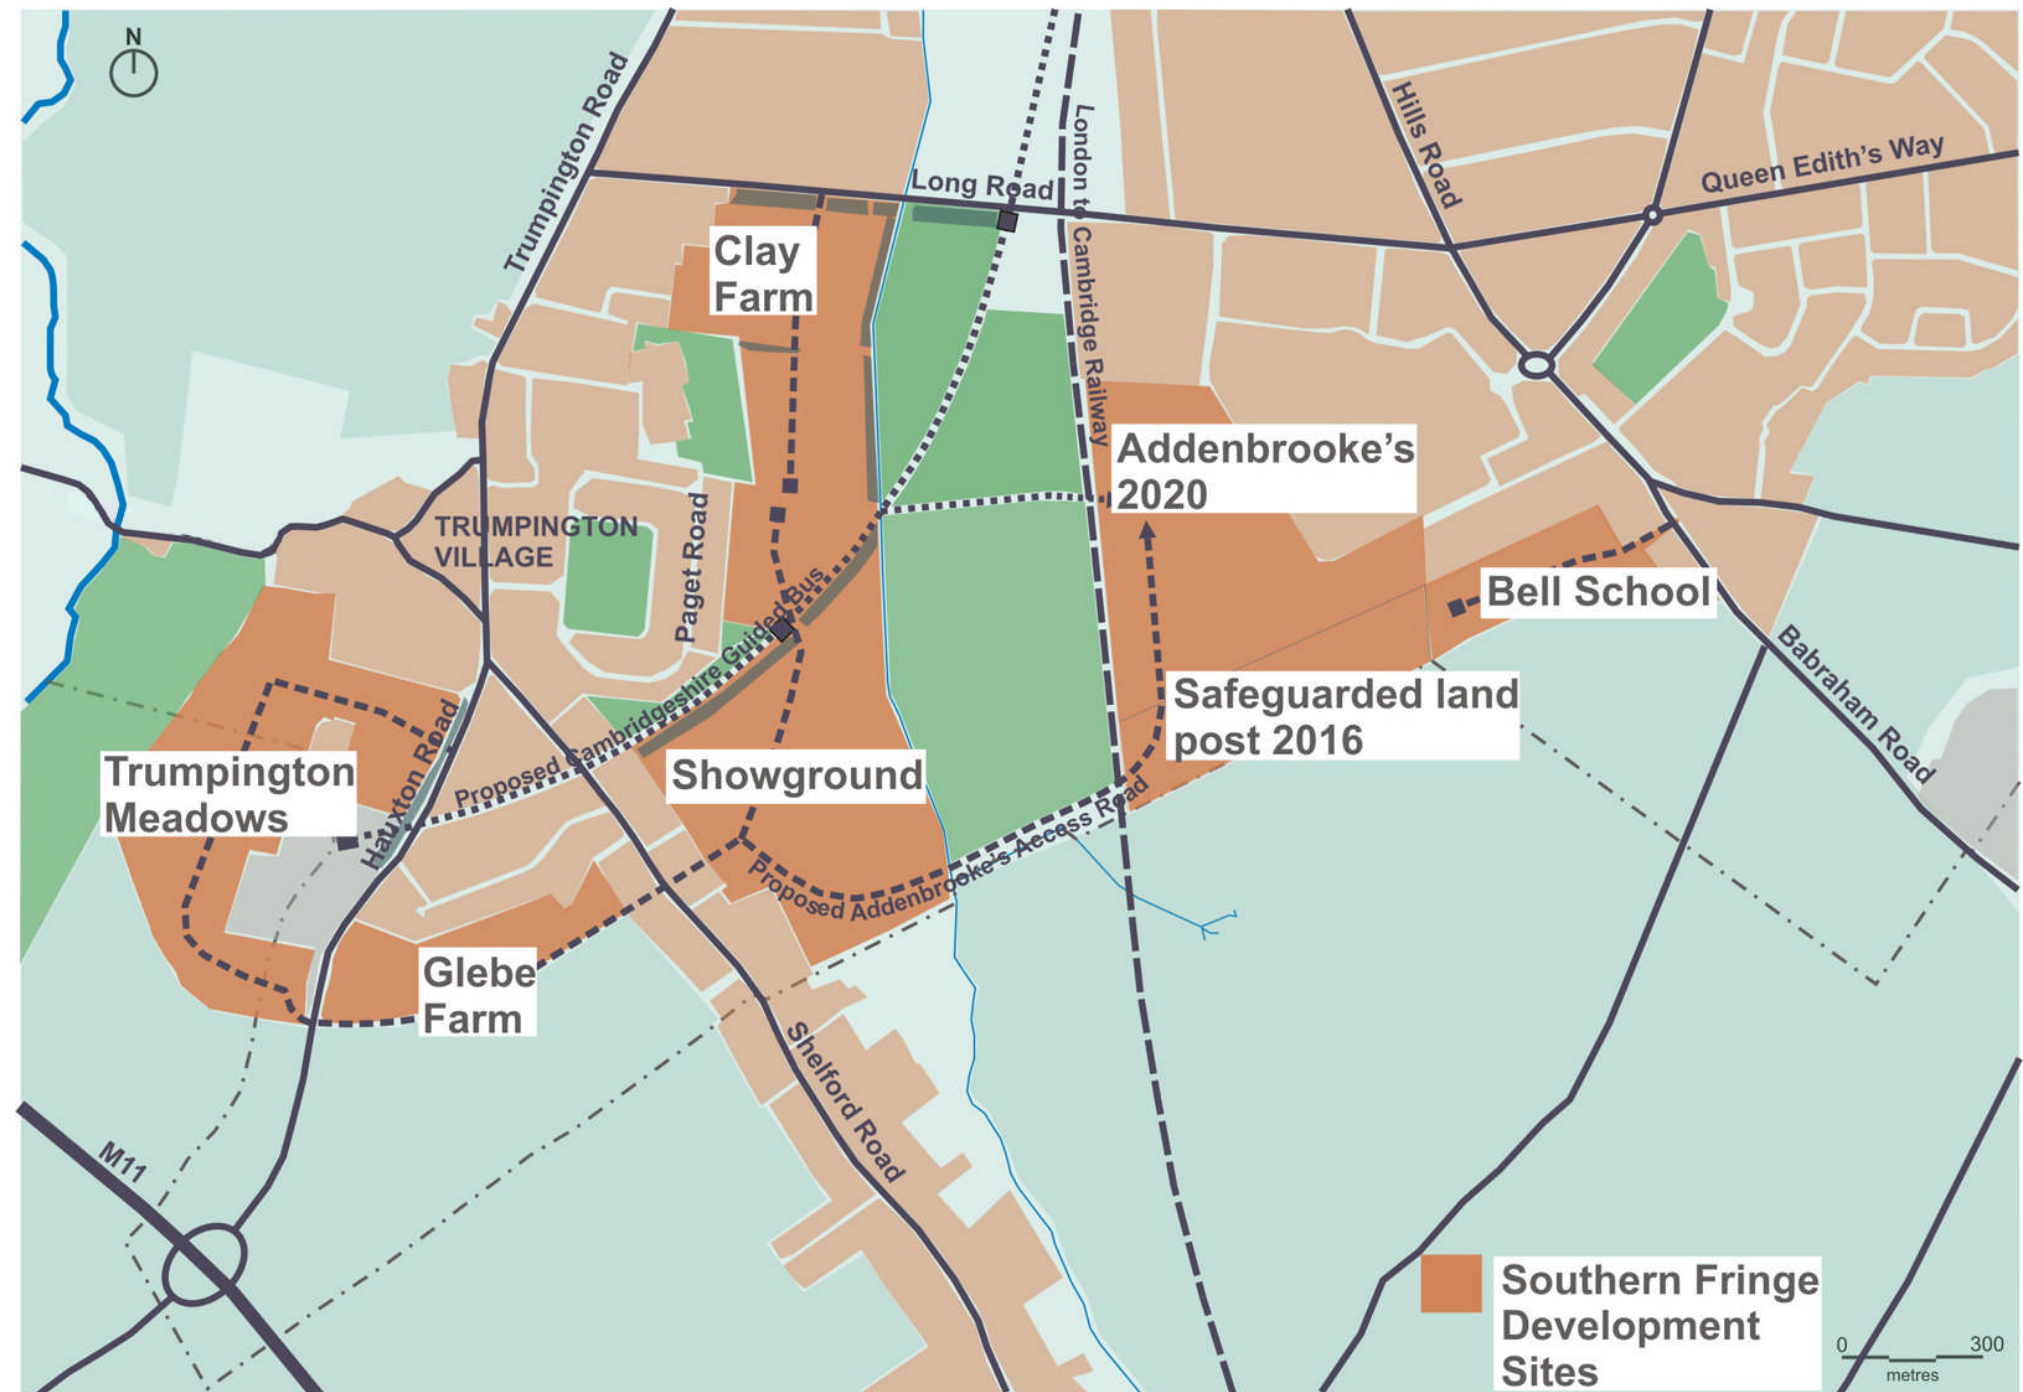 N
Trumpington Road
Long Road
London to Cambridge Railway
Hills Road
Queen Edith's Way
Clay
Farm
Addenbrooke's
2020
TRUMPINGTON
VILLAGE
Paget Road
Bell School
Proposed Cambridgeshire Guided Bus
Babraham Road
Safeguarded land
post 2016
Trumpington
Meadows
Hauxton Road
Showground
Proposed Addenbrooke's Access Road
Glebe
Farm
Shelford Road
M11
Southern Fringe
Development
Sites
0 300
metres